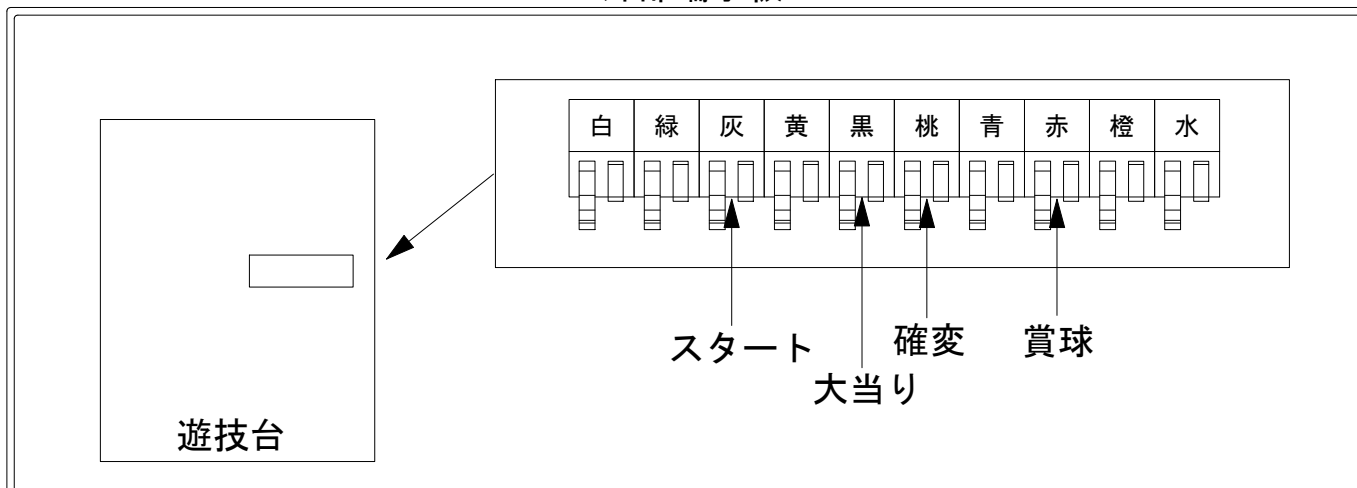 白 緑 灰 黄 黒 桃 青 赤 橙 水
スタート
大当り
確変
賞球
遊技台